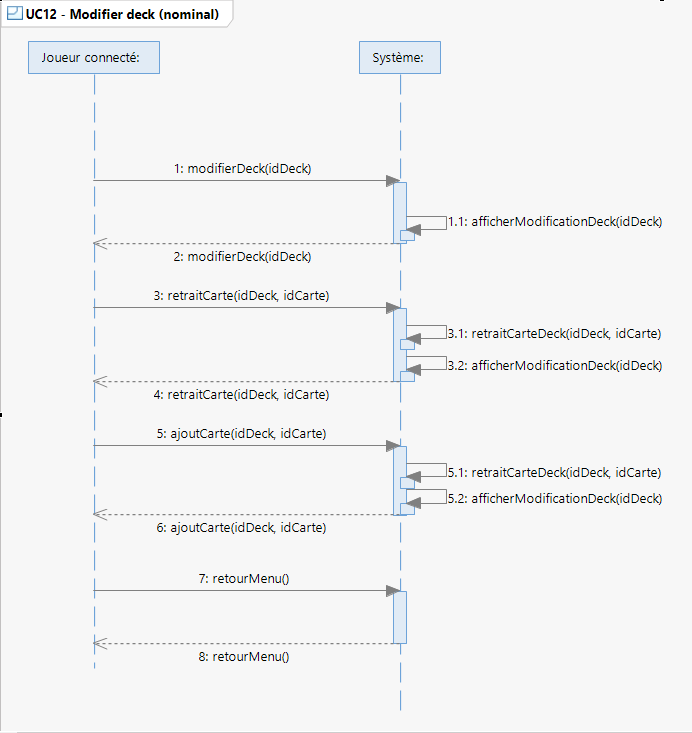 UC12 - Modifier deck (nominal)
Joueur connecté:
Système:
1: modifierDeck(idDeck)
1.1: afficherModificationDeck(idDeck)
2: modifierDeck(idDeck)
3: retraitCarte(idDeck, idCarte)
3.1: retraitCarteDeck(idDeck, idCarte)
3.2: afficherModificationDeck(idDeck)
4: retraitCarte(idDeck, idCarte)
5: ajoutCarte(idDeck, idCarte)
5.1: retraitCarteDeck(idDeck, idCarte)
5.2: afficherModificationDeck(idDeck)
6: ajoutCarte(idDeck, idCarte)
7: retourMenu()
8: retourMenu()